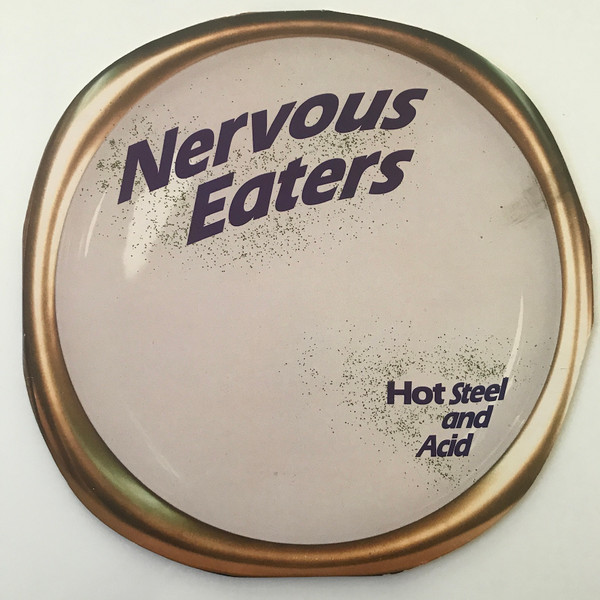 Nervous
Eaters
Hot Steel
and
Acid